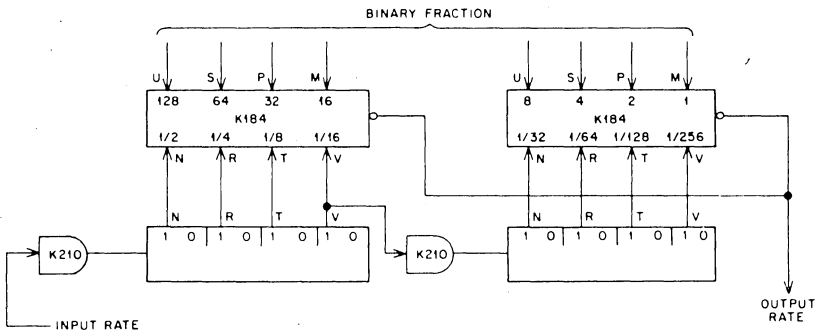 BINARY FRACTION
U S P M U S P M
128 64 32 16 8 4 2 1
K184 K184
1/2 1/4 1/8 1/16 1/32 1/64 1/128 1/256
N R T V N R T V
N R T V N R T V
1 0 1 0 1 0 1 0 1 0 1 0 1 0 1 0
K210 K210
INPUT RATE
OUTPUT
RATE